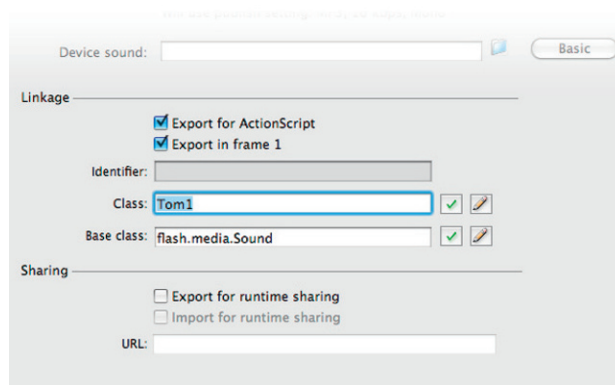 Device sound:
Basic
Linkage
Export for ActionScript
Export in frame 1
Identifier:
Class: Tom1
Base class: flash.media.Sound
Sharing
Export for runtime sharing
Import for runtime sharing
URL: